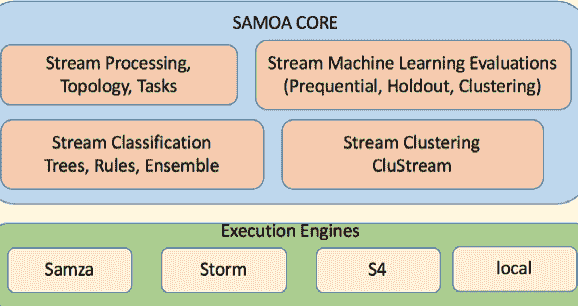 SAMOA CORE
Stream Processing,
Topology, Tasks
Stream Machine Learning Evaluations
(Prequential, Holdout, Clustering)
Stream Classification
Trees, Rules, Ensemble
Stream Clustering
CluStream
Execution Engines
Samza
Storm
S4
local